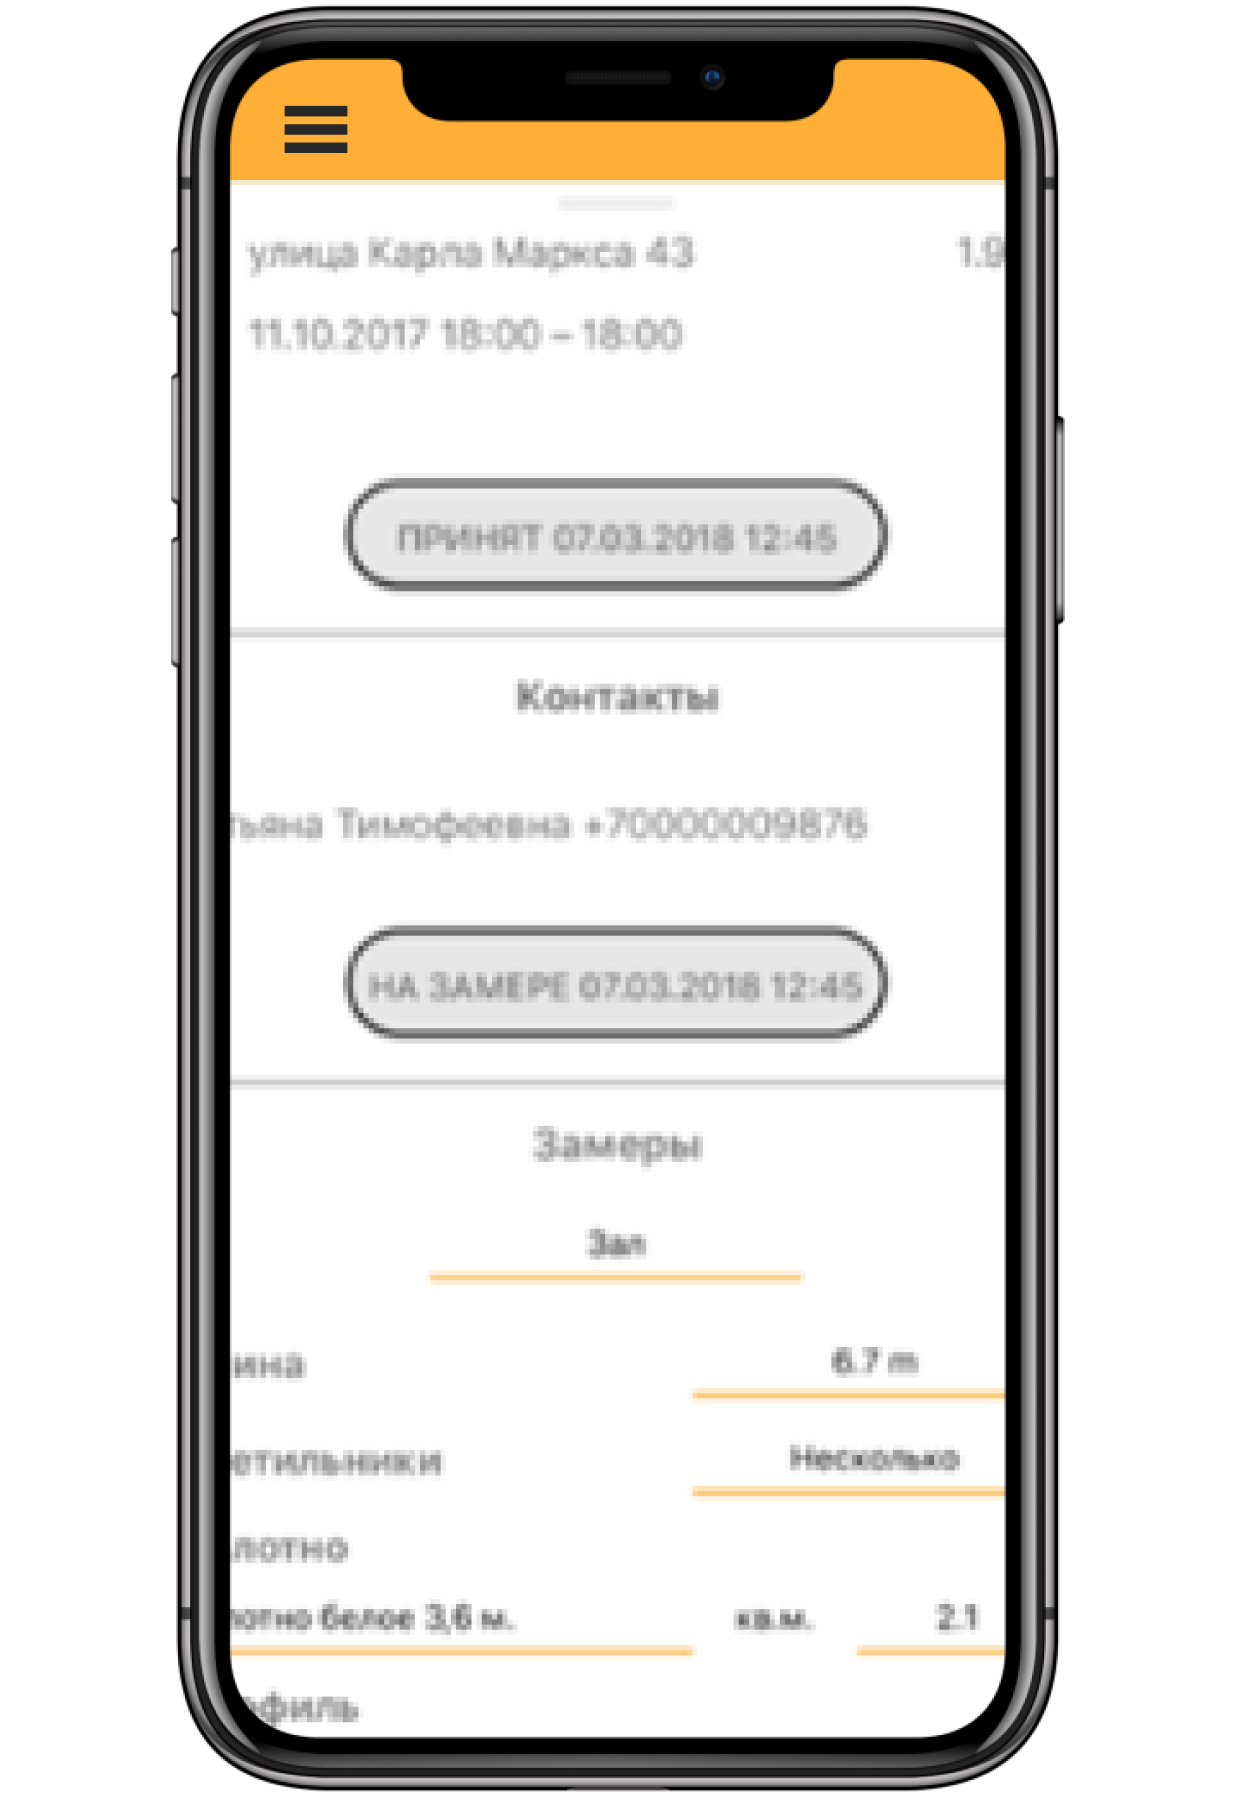 улица Карла Маркса 43 1.9
11.10.2017 18:00 – 18:00
ПРИНЯТ 07.03.2018 12:45
Контакты
тьяна Тимофеевна +70000009876
НА ЗАМЕРЕ 07.03.2018 12:45
Замеры
Зал
ина 6.7 m
етильники Несколько
лотно
лотно белое 3,6 м. кв.м. 2.1
офиль